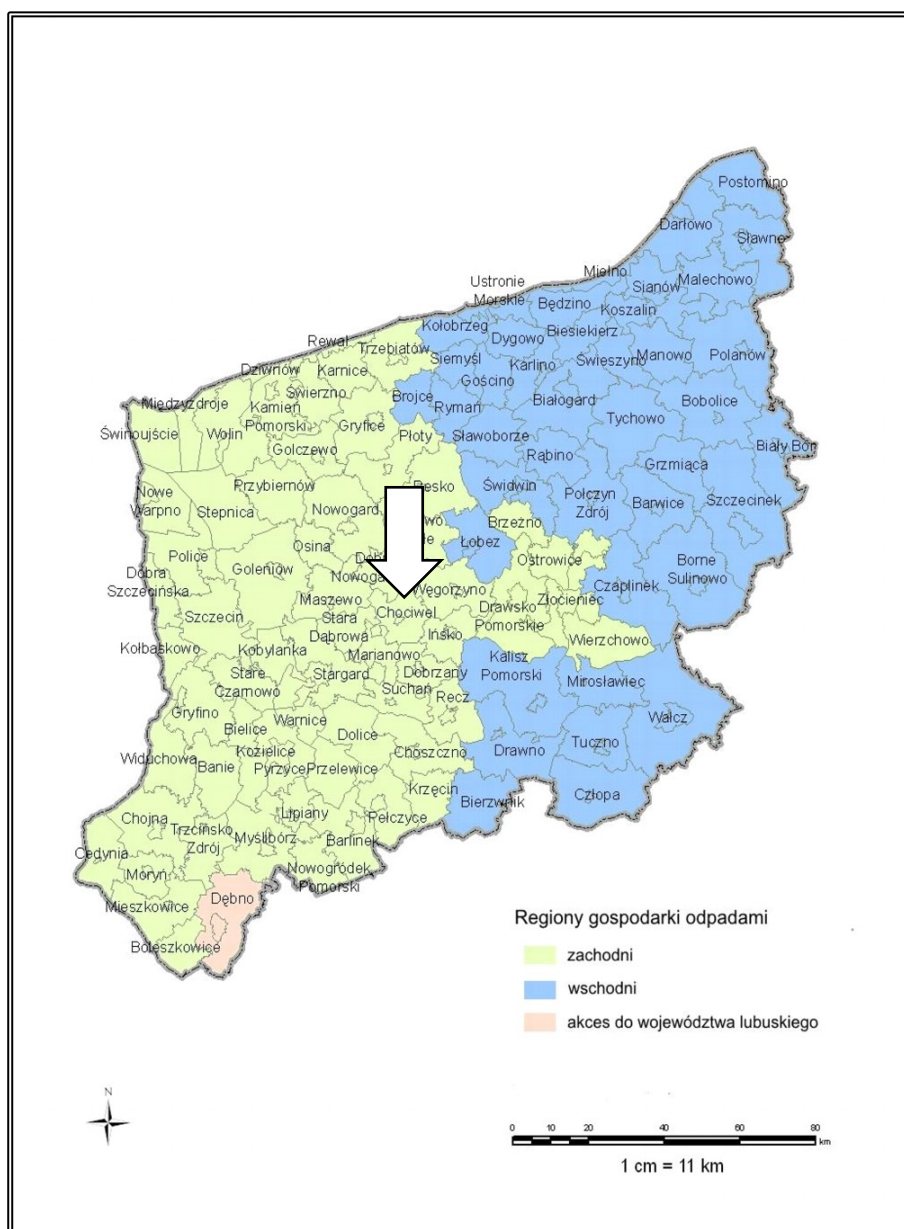 Postomino
Darłowo
Sławno
Mielno
Ustronie
Morskie
Sianów
Malechowo
Będzino
Koszalin
Kołobrzeg
Rewal
Trzebiatów
Dygowo
Biesiekierz
Siemyśl
Karlino
Świeszyno
Manowo
Polanów
Dziwnów
Karnice
Gościno
Świerzno
Brojce
Rymań
Białogard
Bobolice
Międzyzdroje
Kamień
Pomorski
Tychowo
Świnoujście
Wolin
Gryfice
Płoty
Sławoborze
Golczewo
Rąbino
Biały Bór
Grzmiąca
Przybiernów
Resko
Świdwin
Połczyn
Zdrój
Barwice
Szczecinek
Nowe
Warpno
Stepnica
Nowogard
Brzeżno
Łobez
Osina
Ostrowice
Police
Goleniów
Borne
Sulinowo
Dobra
Szczecińska
Czaplinek
Węgorzyno
Złocieniec
Maszewo
Chociwel
Drawsko
Pomorskie
Szczecin
Stara
Dąbrowa
Ińsko
Wierzchowo
Kołbaskowo
Kobylanka
Marianowo
Kalisz
Pomorski
Stare
Czarnowo
Stargard
Dobrzany
Suchań
Recz
Mirosławiec
Gryfino
Bielice
Warnice
Wałcz
Dolice
Tuczno
Widuchowa
Kozielice
Choszczno
Drawno
Banie
Pyrzyce
Przelewice
Krzęcin
Bierzwnik
Człopa
Chojna
Lipiany
Pełczyce
Trzcińsko
Zdrój
Myślibórz
Barlinek
Cedynia
Moryń
Nowogródek
Pomorski
Mieszkowice
Dębno
Boleszkowice
Regiony gospodarki odpadami
zachodni
wschodni
akces do województwa lubuskiego
N
0 10 20 40 60 80
km
1 cm = 11 km